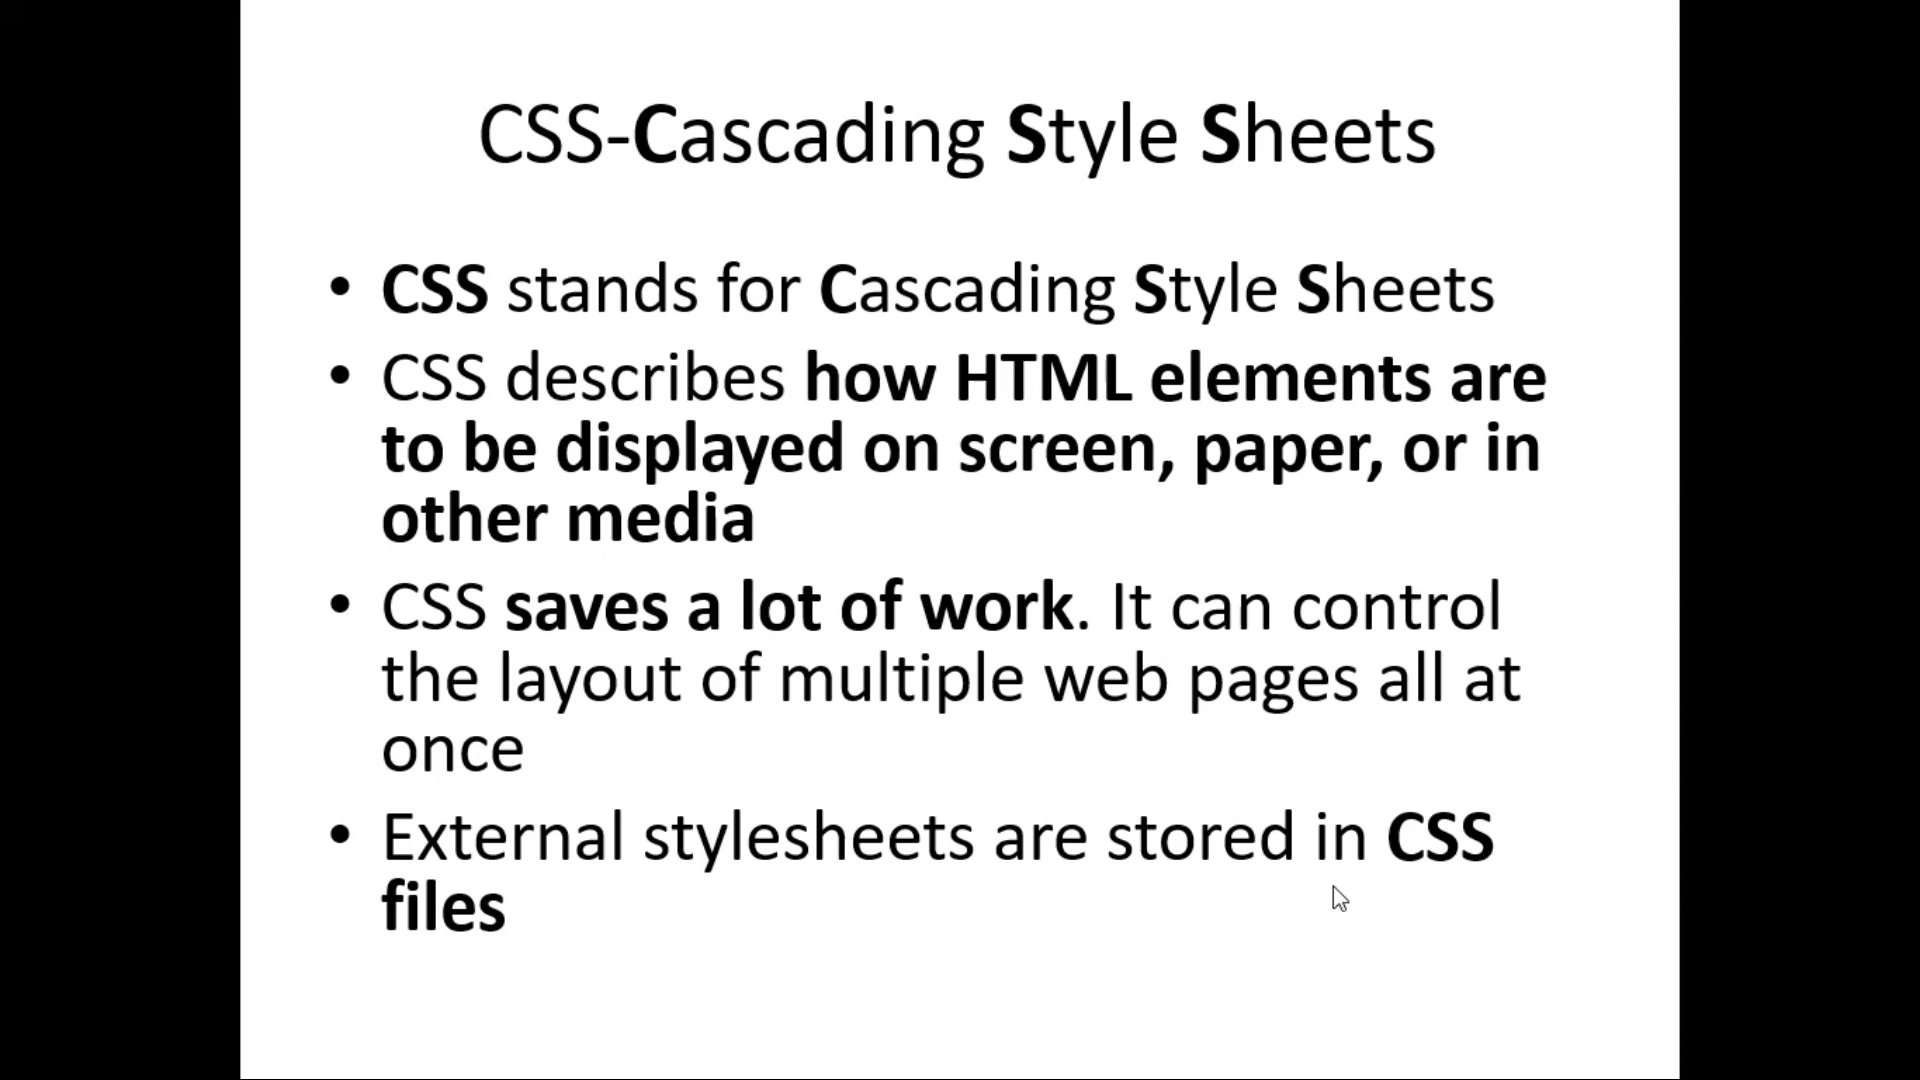 CSS-Cascading Style Sheets
• CSS stands for Cascading Style Sheets
• CSS describes how HTML elements are
to be displayed on screen, paper, or in
other media
• CSS saves a lot of work. It can control
the layout of multiple web pages all at
once
• External stylesheets are stored in CSS
files